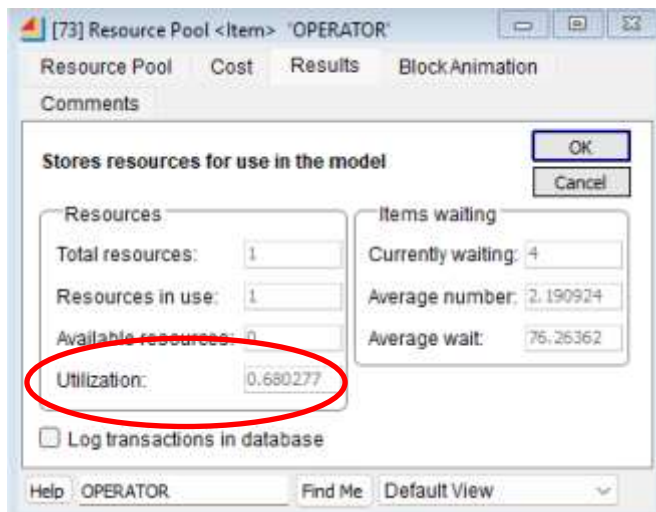 [73] Resource Pool <Item> 'OPERATOR'
Resource Pool Cost Results Block Animation
Comments
Stores resources for use in the model
OK
Cancel
Resources
Total resources: 1
Resources in use: 1
Available resources: 0
Utilization: 0.680277
Items waiting
Currently waiting: 4
Average number: 2.190924
Average wait: 76.26362
Log transactions in database
Help OPERATOR Find Me Default View